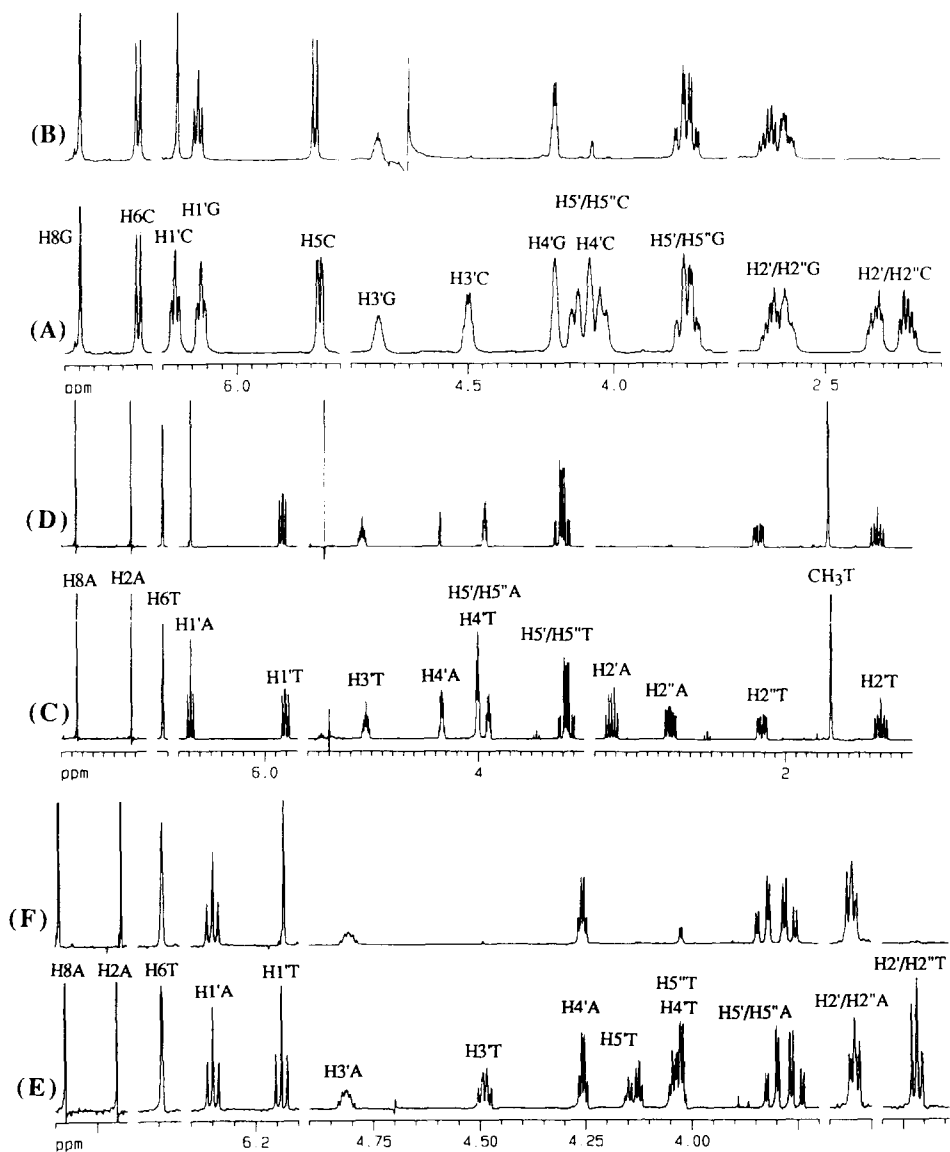 (B)
H5'/H5"C
H1'G
H6C
H8G
H1'C
H5C
H4'G
H4'C
H5'/H5"G
H2'/H2"G
H2'/H2"C
H3'G
H3'C
(A)
ppm 6.0 4.5 4.0 2.5
(D)
CH3T
H8A
H2A
H6T
H5'/H5"A
H4'T
H1'A
H5'/H5"T
H1'T
H3'T
H4'A
H2'A
H2"A
H2"T
H2'T
(C)
ppm 6.0 4 2
(F)
H2'/H2"T
H8A
H2A
H6T
H1'T
H5"T
H1'A
H4'A
H4'T
H5'/H5"A
H2'/H2"A
H5'T
H3'T
H3'A
(E)
ppm 6.2 4.75 4.50 4.25 4.00